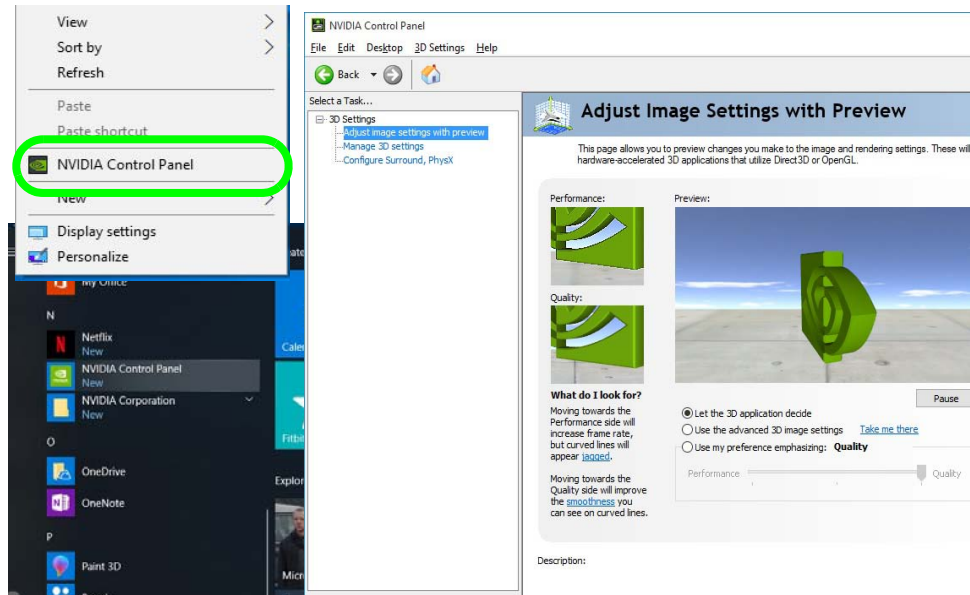 View
Sort by
Refresh
Paste
Paste shortcut
NVIDIA Control Panel
New
Display settings
Personalize
My Office
N
Netflix
New
NVIDIA Control Panel
New
NVIDIA Corporation
New
O
OneDrive
OneNote
P
Paint 3D
Explor
Micr
NVIDIA Control Panel
File Edit Desktop 3D Settings Help
Back
Select a Task...
3D Settings
Adjust image settings with preview
Manage 3D settings
Configure Surround, PhysX
Adjust Image Settings with Preview
This page allows you to preview changes you make to the image and rendering settings. These will
hardware-accelerated 3D applications that utilize Direct3D or OpenGL.
Performance:
Preview:
Quality:
What do I look for?
Moving towards the
Performance side will
increase frame rate,
but curved lines will
appear jagged.
Moving towards the
Quality side will improve
the smoothness you
can see on curved lines.
Pause
Let the 3D application decide
Use the advanced 3D image settings Take me there
Use my preference emphasizing: Quality
Performance Quality
Description: